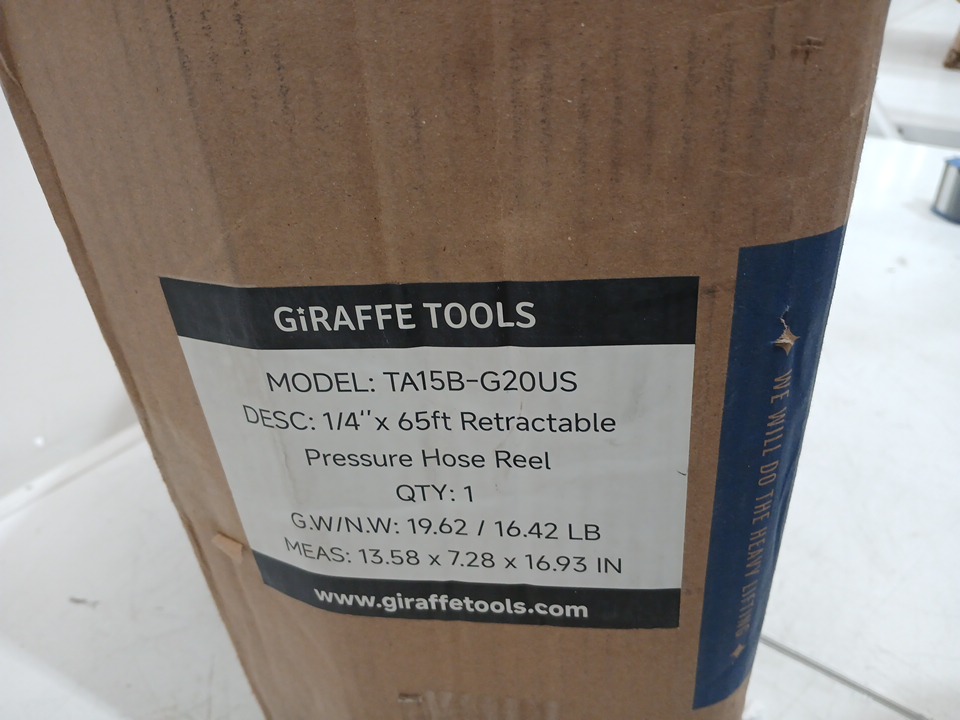 GiRAFFE TOOLS
MODEL: TA15B-G20US
DESC: 1/4''x 65ft Retractable
Pressure Hose Reel
QTY: 1
G.W/N.W: 19.62 / 16.42 LB
MEAS: 13.58 x 7.28 x 16.93 IN
www.giraffetools.com
WE WILL DO THE HEAVY LIFTING